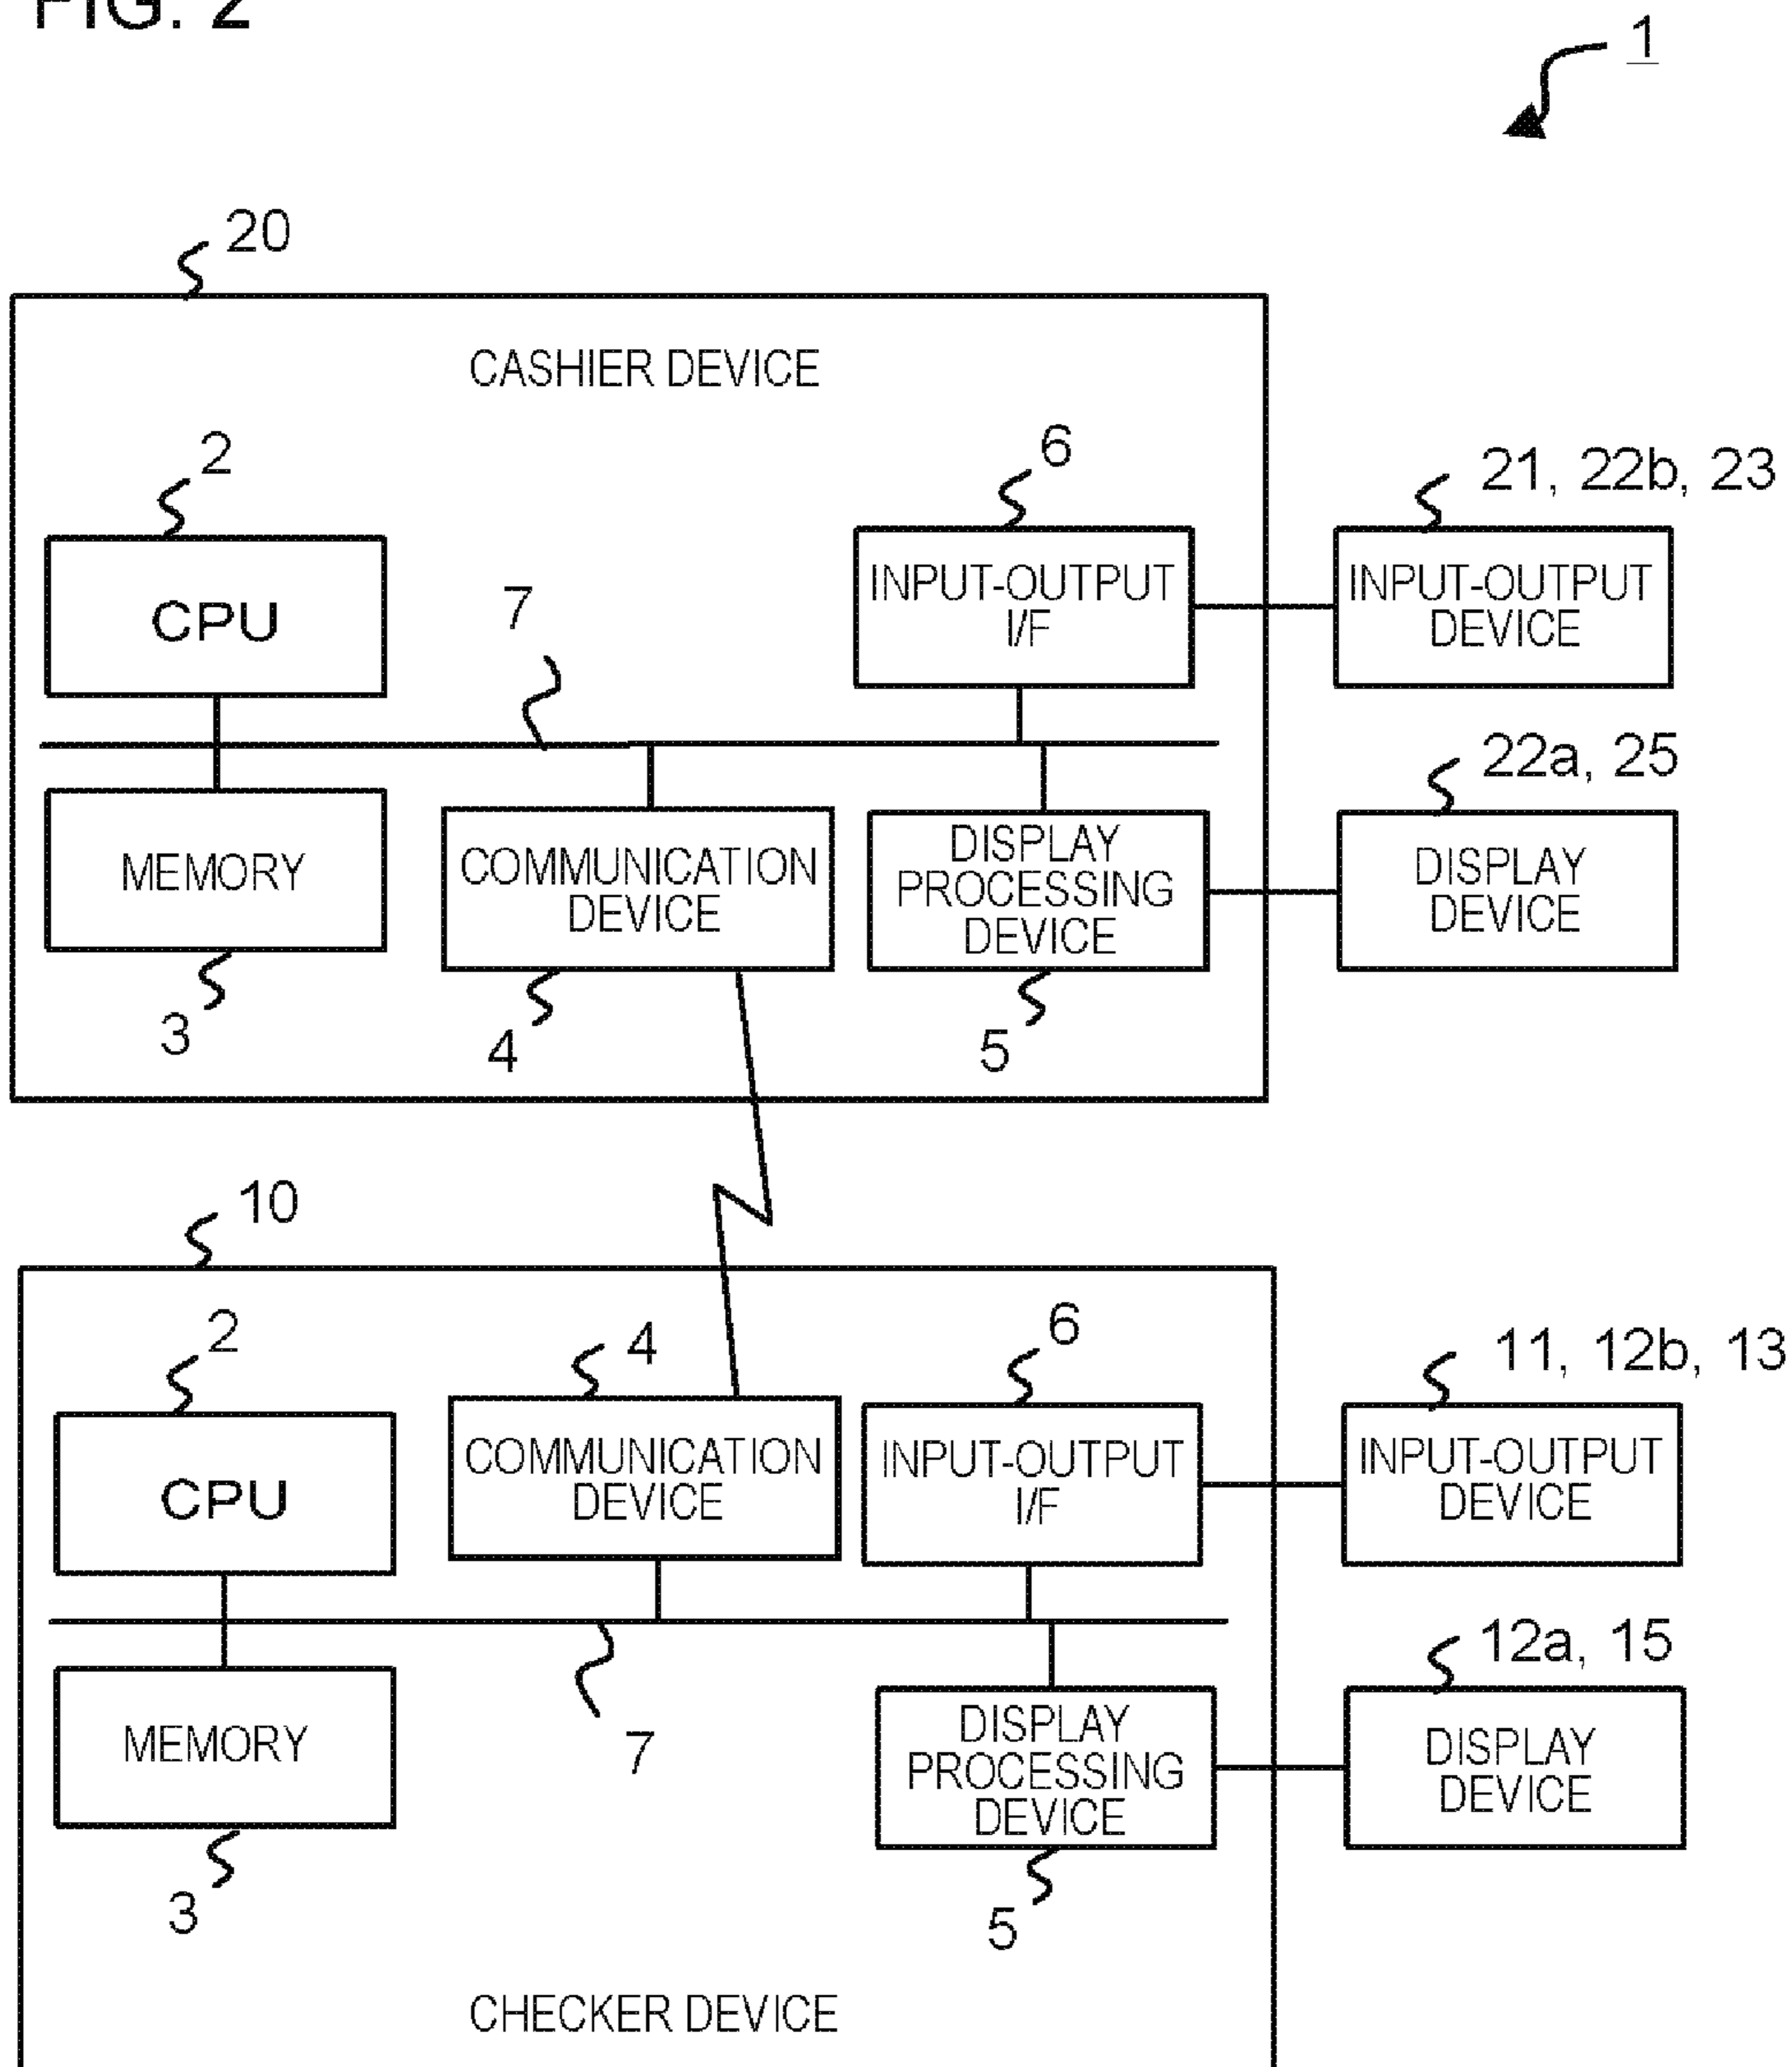 FIG. 2
1
20
CASHIER DEVICE
2
6
21, 22b, 23
CPU
7
INPUT-OUTPUT
I/F
INPUT-OUTPUT
DEVICE
22a, 25
MEMORY
COMMUNICATION
DEVICE
DISPLAY
PROCESSING
DEVICE
DISPLAY
DEVICE
3
4
5
10
2
4
6
11, 12b, 13
CPU
COMMUNICATION
DEVICE
INPUT-OUTPUT
I/F
INPUT-OUTPUT
DEVICE
12a, 15
MEMORY
7
DISPLAY
PROCESSING
DEVICE
DISPLAY
DEVICE
3
5
CHECKER DEVICE